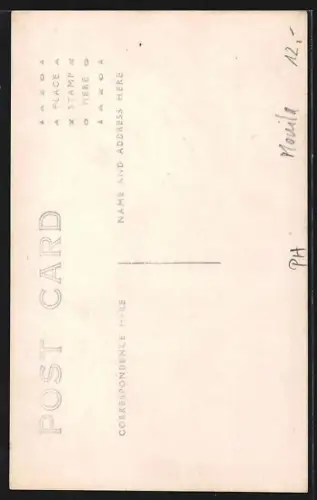 POST CARD
CORRESPONDENCE HERE
NAME AND ADDRESS HERE
PLACE
STAMP
HERE
PH
Manila 12.-